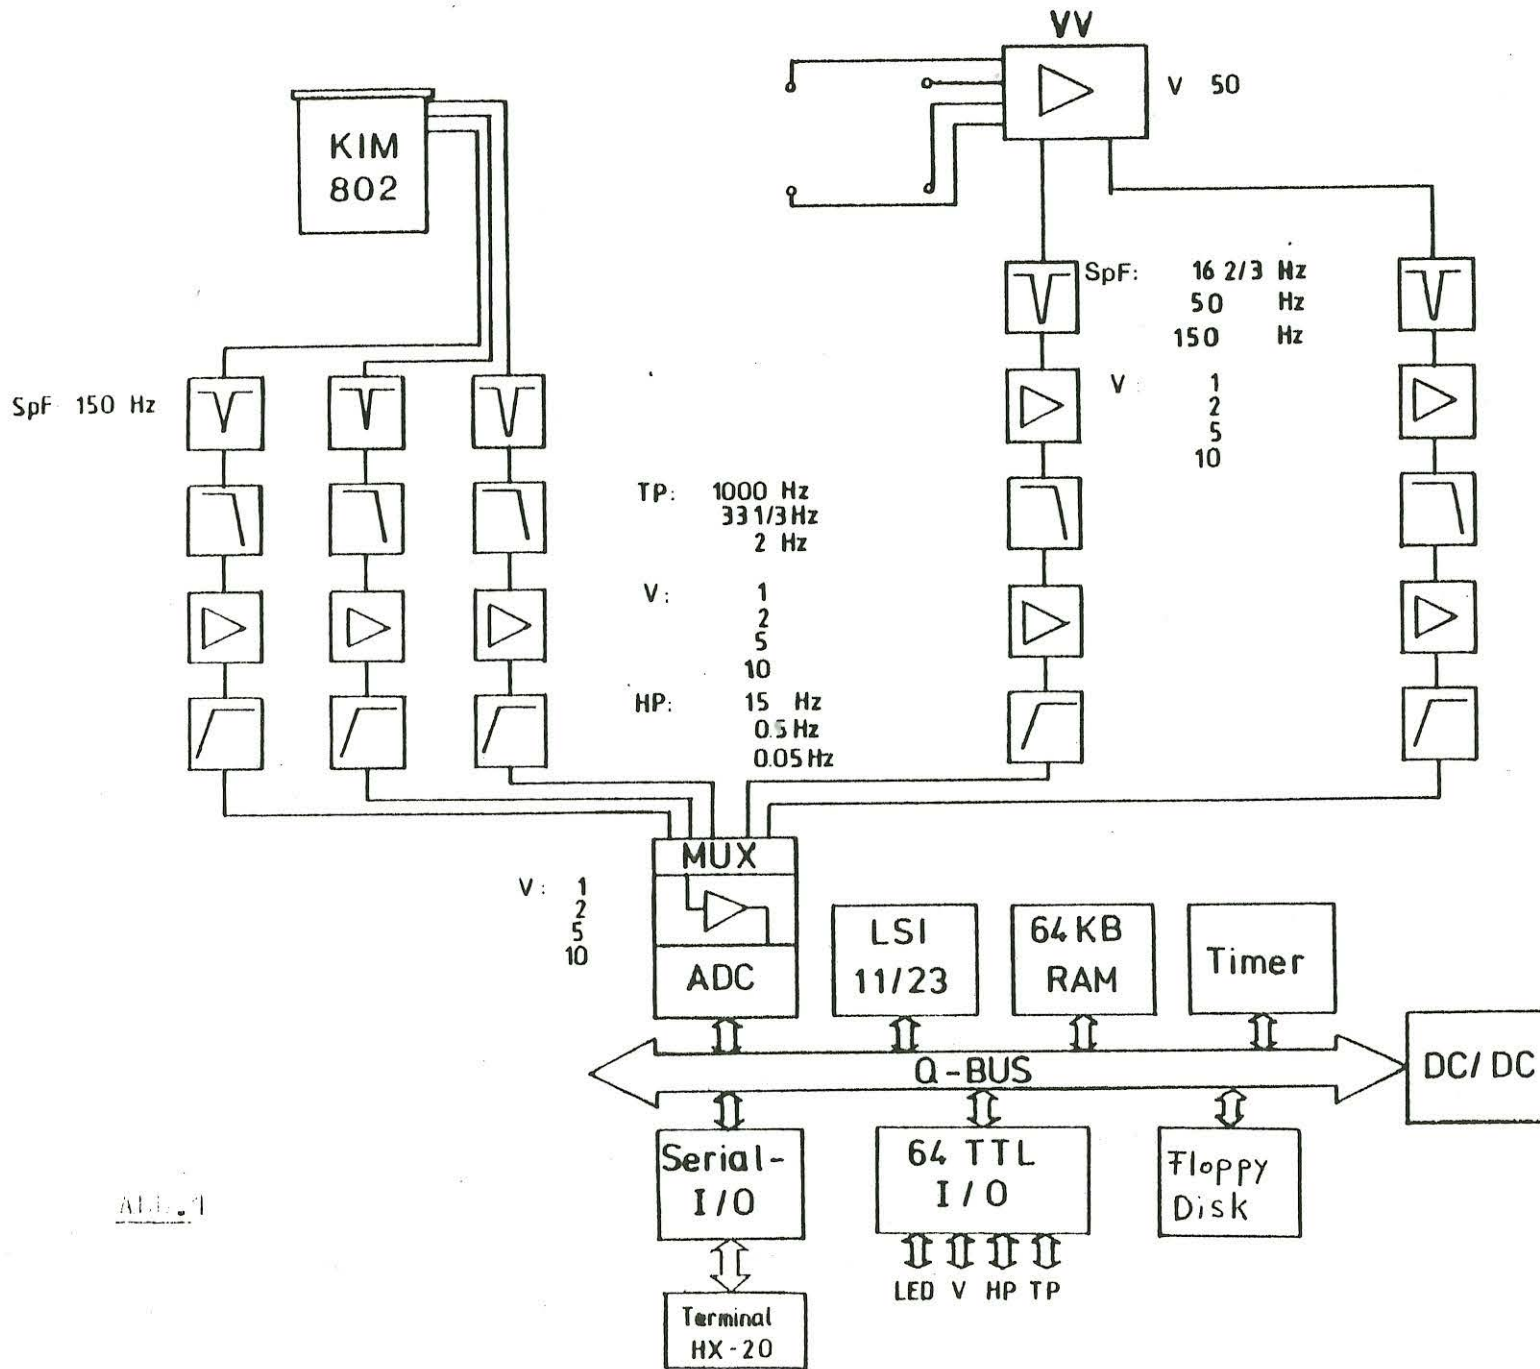 VV
V 50
KIM
802
SpF: 16 2/3 Hz
50 Hz
150 Hz
SpF 150 Hz
V: 1
2
5
10
TP: 1000 Hz
33 1/3 Hz
2 Hz
V: 1
2
5
10
HP: 15 Hz
0.5 Hz
0.05 Hz
MUX
V: 1
2
5
10
ADC
LSI
11/23
64 KB
RAM
Timer
Q-BUS
DC/DC
Serial-
I/O
64 TTL
I/O
Floppy
Disk
LED V HP TP
Terminal
HX-20